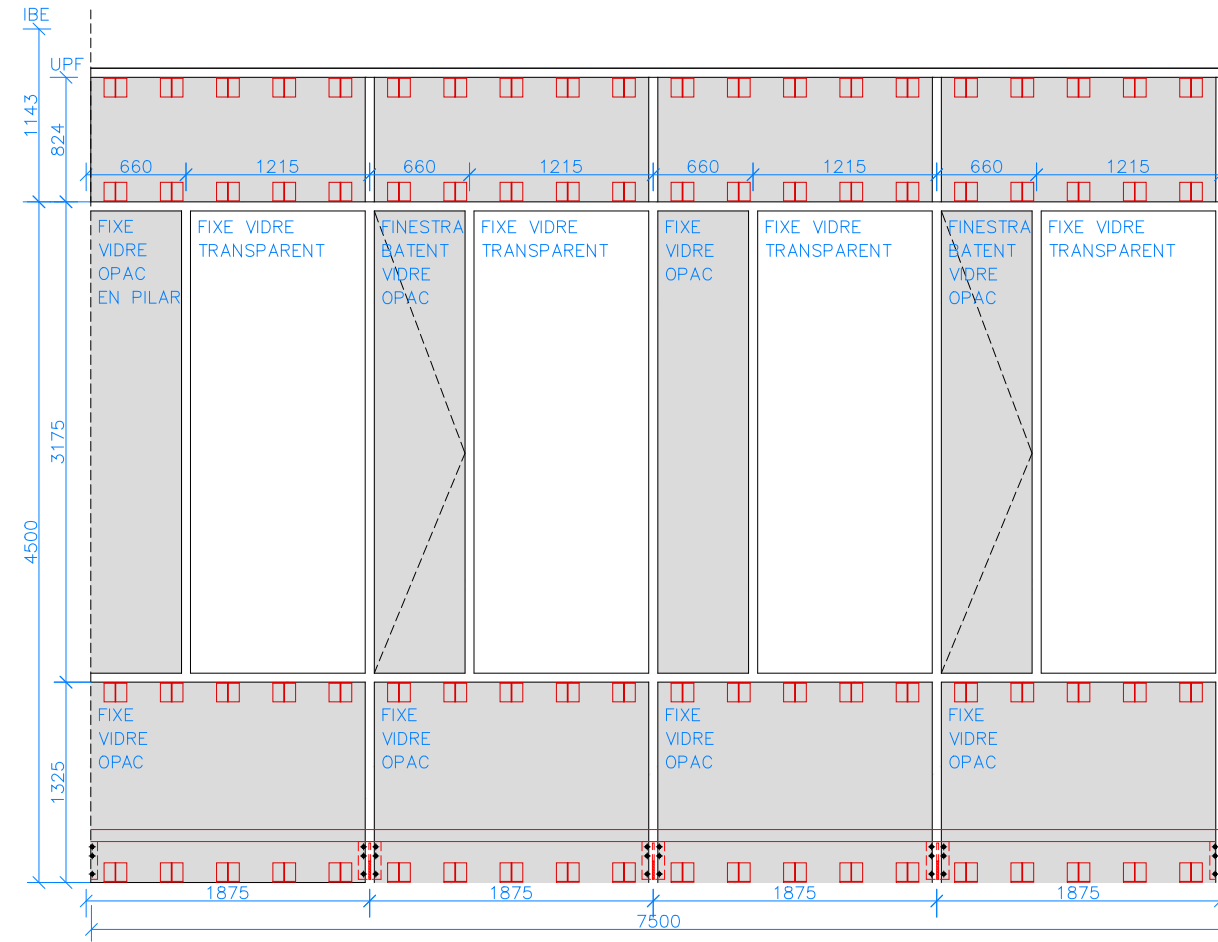 IBE
UPF
1143
824
660
1215
660
1215
660
1215
660
1215
FIXE
VIDRE
OPAC
EN PILAR
FIXE VIDRE
TRANSPARENT
FINESTRA
BATENT
VIDRE
OPAC
FIXE VIDRE
TRANSPARENT
FIXE
VIDRE
OPAC
FIXE VIDRE
TRANSPARENT
FINESTRA
BATENT
VIDRE
OPAC
FIXE VIDRE
TRANSPARENT
3175
4500
FIXE
VIDRE
OPAC
FIXE
VIDRE
OPAC
FIXE
VIDRE
OPAC
FIXE
VIDRE
OPAC
1325
1875
1875
1875
1875
7500